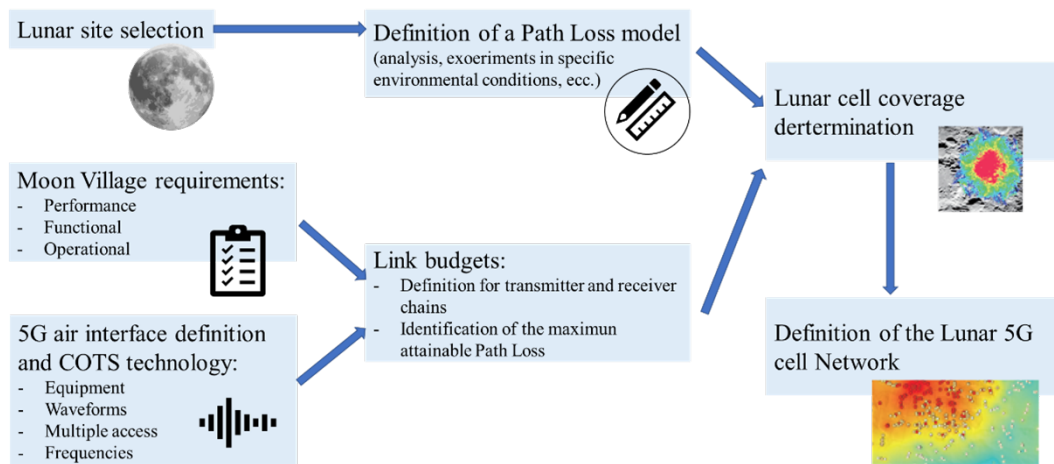 Lunar site selection
Definition of a Path Loss model
(analysis, exoeriments in specific
environmental conditions, ecc.)
Lunar cell coverage
dertermination
Moon Village requirements:
- Performance
- Functional
- Operational
Link budgets:
- Definition for transmitter and receiver
chains
- Identification of the maximun
attainable Path Loss
5G air interface definition
and COTS technology:
- Equipment
- Waveforms
- Multiple access
- Frequencies
Definition of the Lunar 5G
cell Network